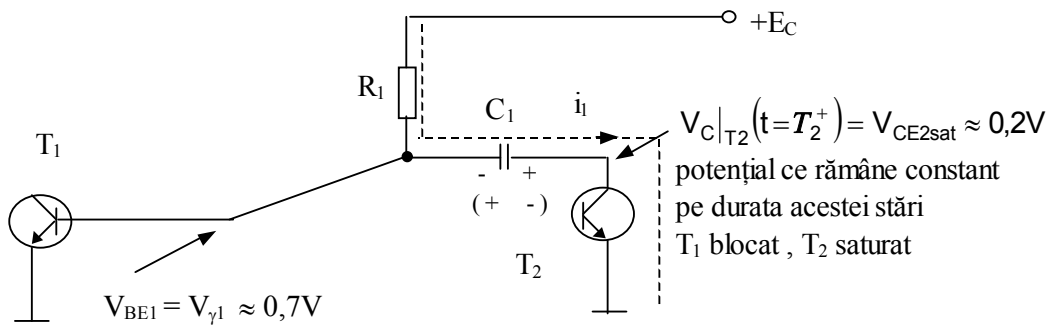 +E_C
R₁
C₁
i₁
T₁
V_C|_T2(t=T₂⁺) = V_CE2sat ≈ 0,2V
potențial ce rămâne constant
pe durata acestei stări
T₁ blocat , T₂ saturat
- +
( + - )
T₂
V_BE1 = V_γ1 ≈ 0,7V